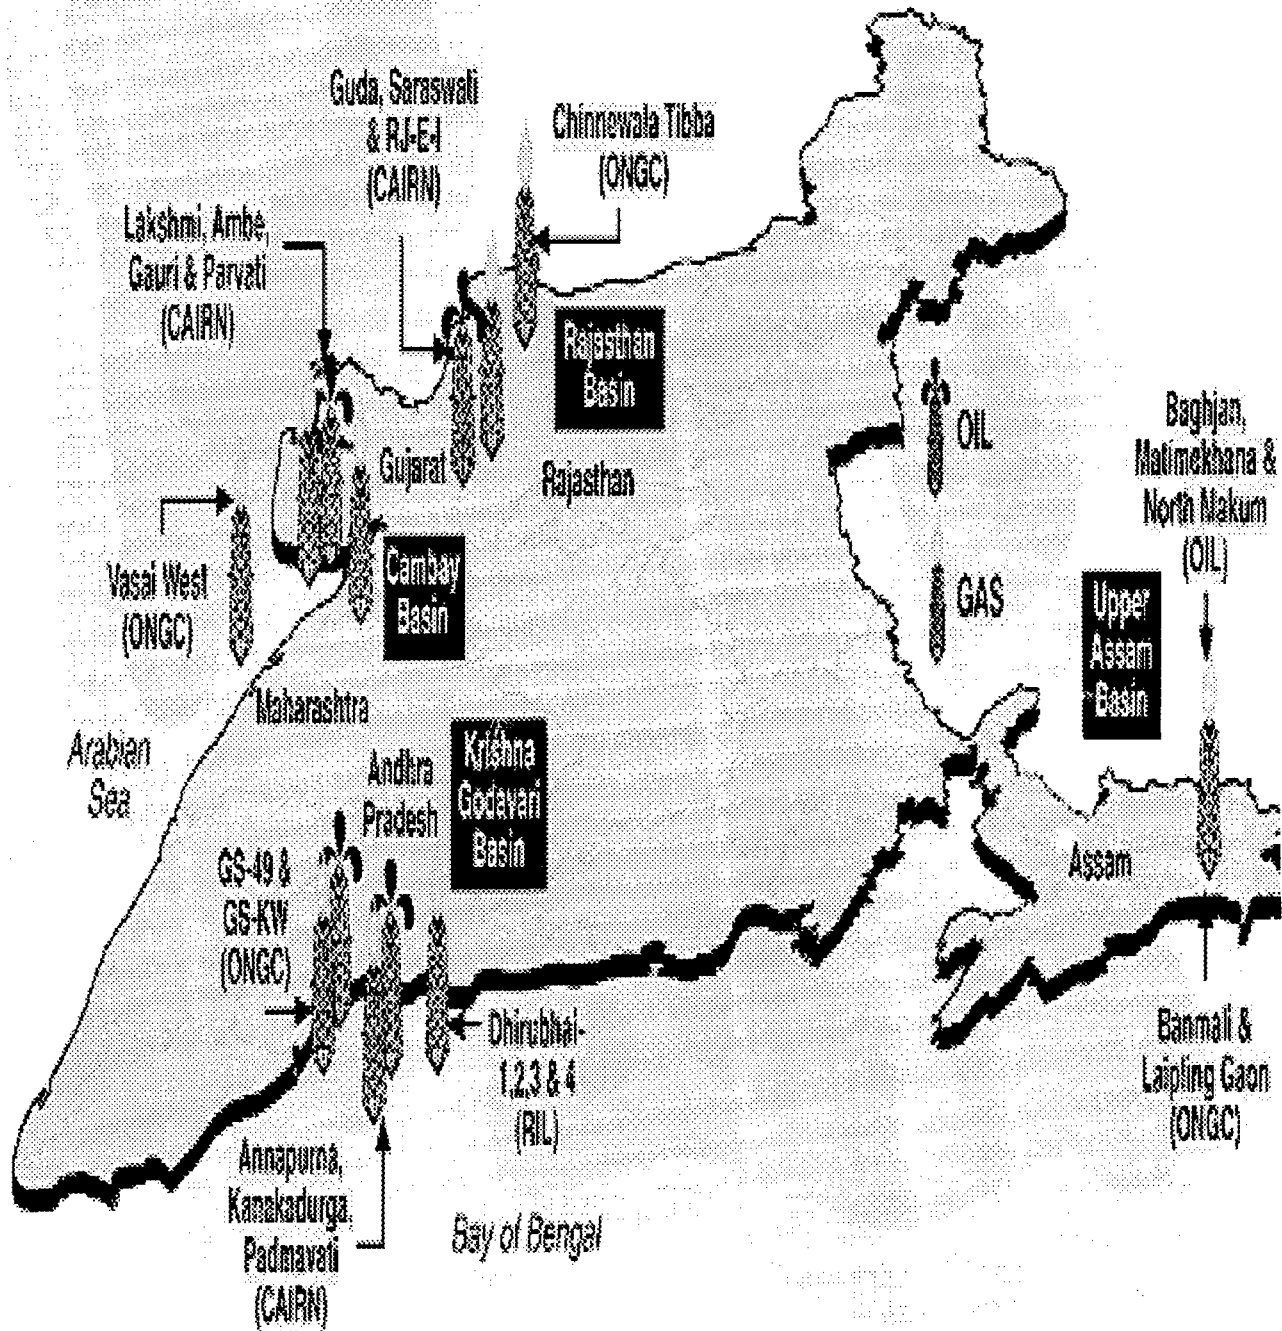 Guda, Saraswati
& RJ-E-I
(CAIRN)
Chinnewala Tibba
(ONGC)
Lakshmi, Ambe,
Gauri & Parvati
(CAIRN)
Rajasthan
Basin
Gujarat
Rajasthan
OIL
GAS
Baghjan,
Matimekhana &
North Makum
(OIL)
Vasai West
(ONGC)
Cambay
Basin
Upper
Assam
Basin
Maharashtra
Arabian
Sea
Andhra
Pradesh
Krishna
Godavari
Basin
GS-49 &
GS-KW
(ONGC)
Assam
Dhirubhai-
1,2,3 & 4
(RIL)
Banmali &
Laipling Gaon
(ONGC)
Annapurna,
Kanakadurga,
Padmavati
(CAIRN)
Bay of Bengal